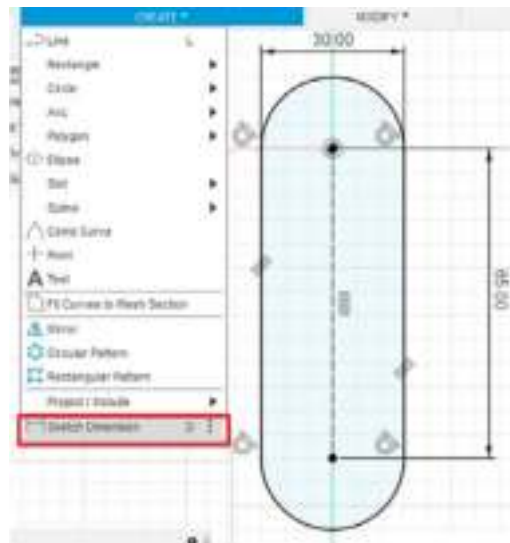 CREATE
MODIFY
Line L
Rectangle
Circle
Arc
Polygon
Ellipse
Slot
Spline
Conic Curve
Point
Text
Fit Curves to Mesh Section
Mirror
Circular Pattern
Rectangular Pattern
Project / Include
Sketch Dimension D
30.00
65.00